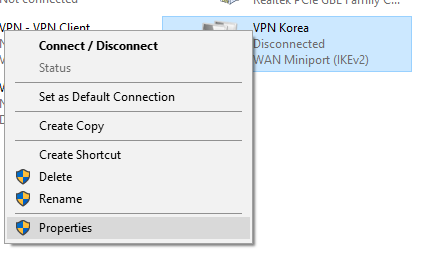 Not connected
Realtek PCIe GBE Family C...
VPN - VPN Client
VPN Korea
Disconnected
WAN Miniport (IKEv2)
Connect / Disconnect
Status
Set as Default Connection
Create Copy
Create Shortcut
Delete
Rename
Properties